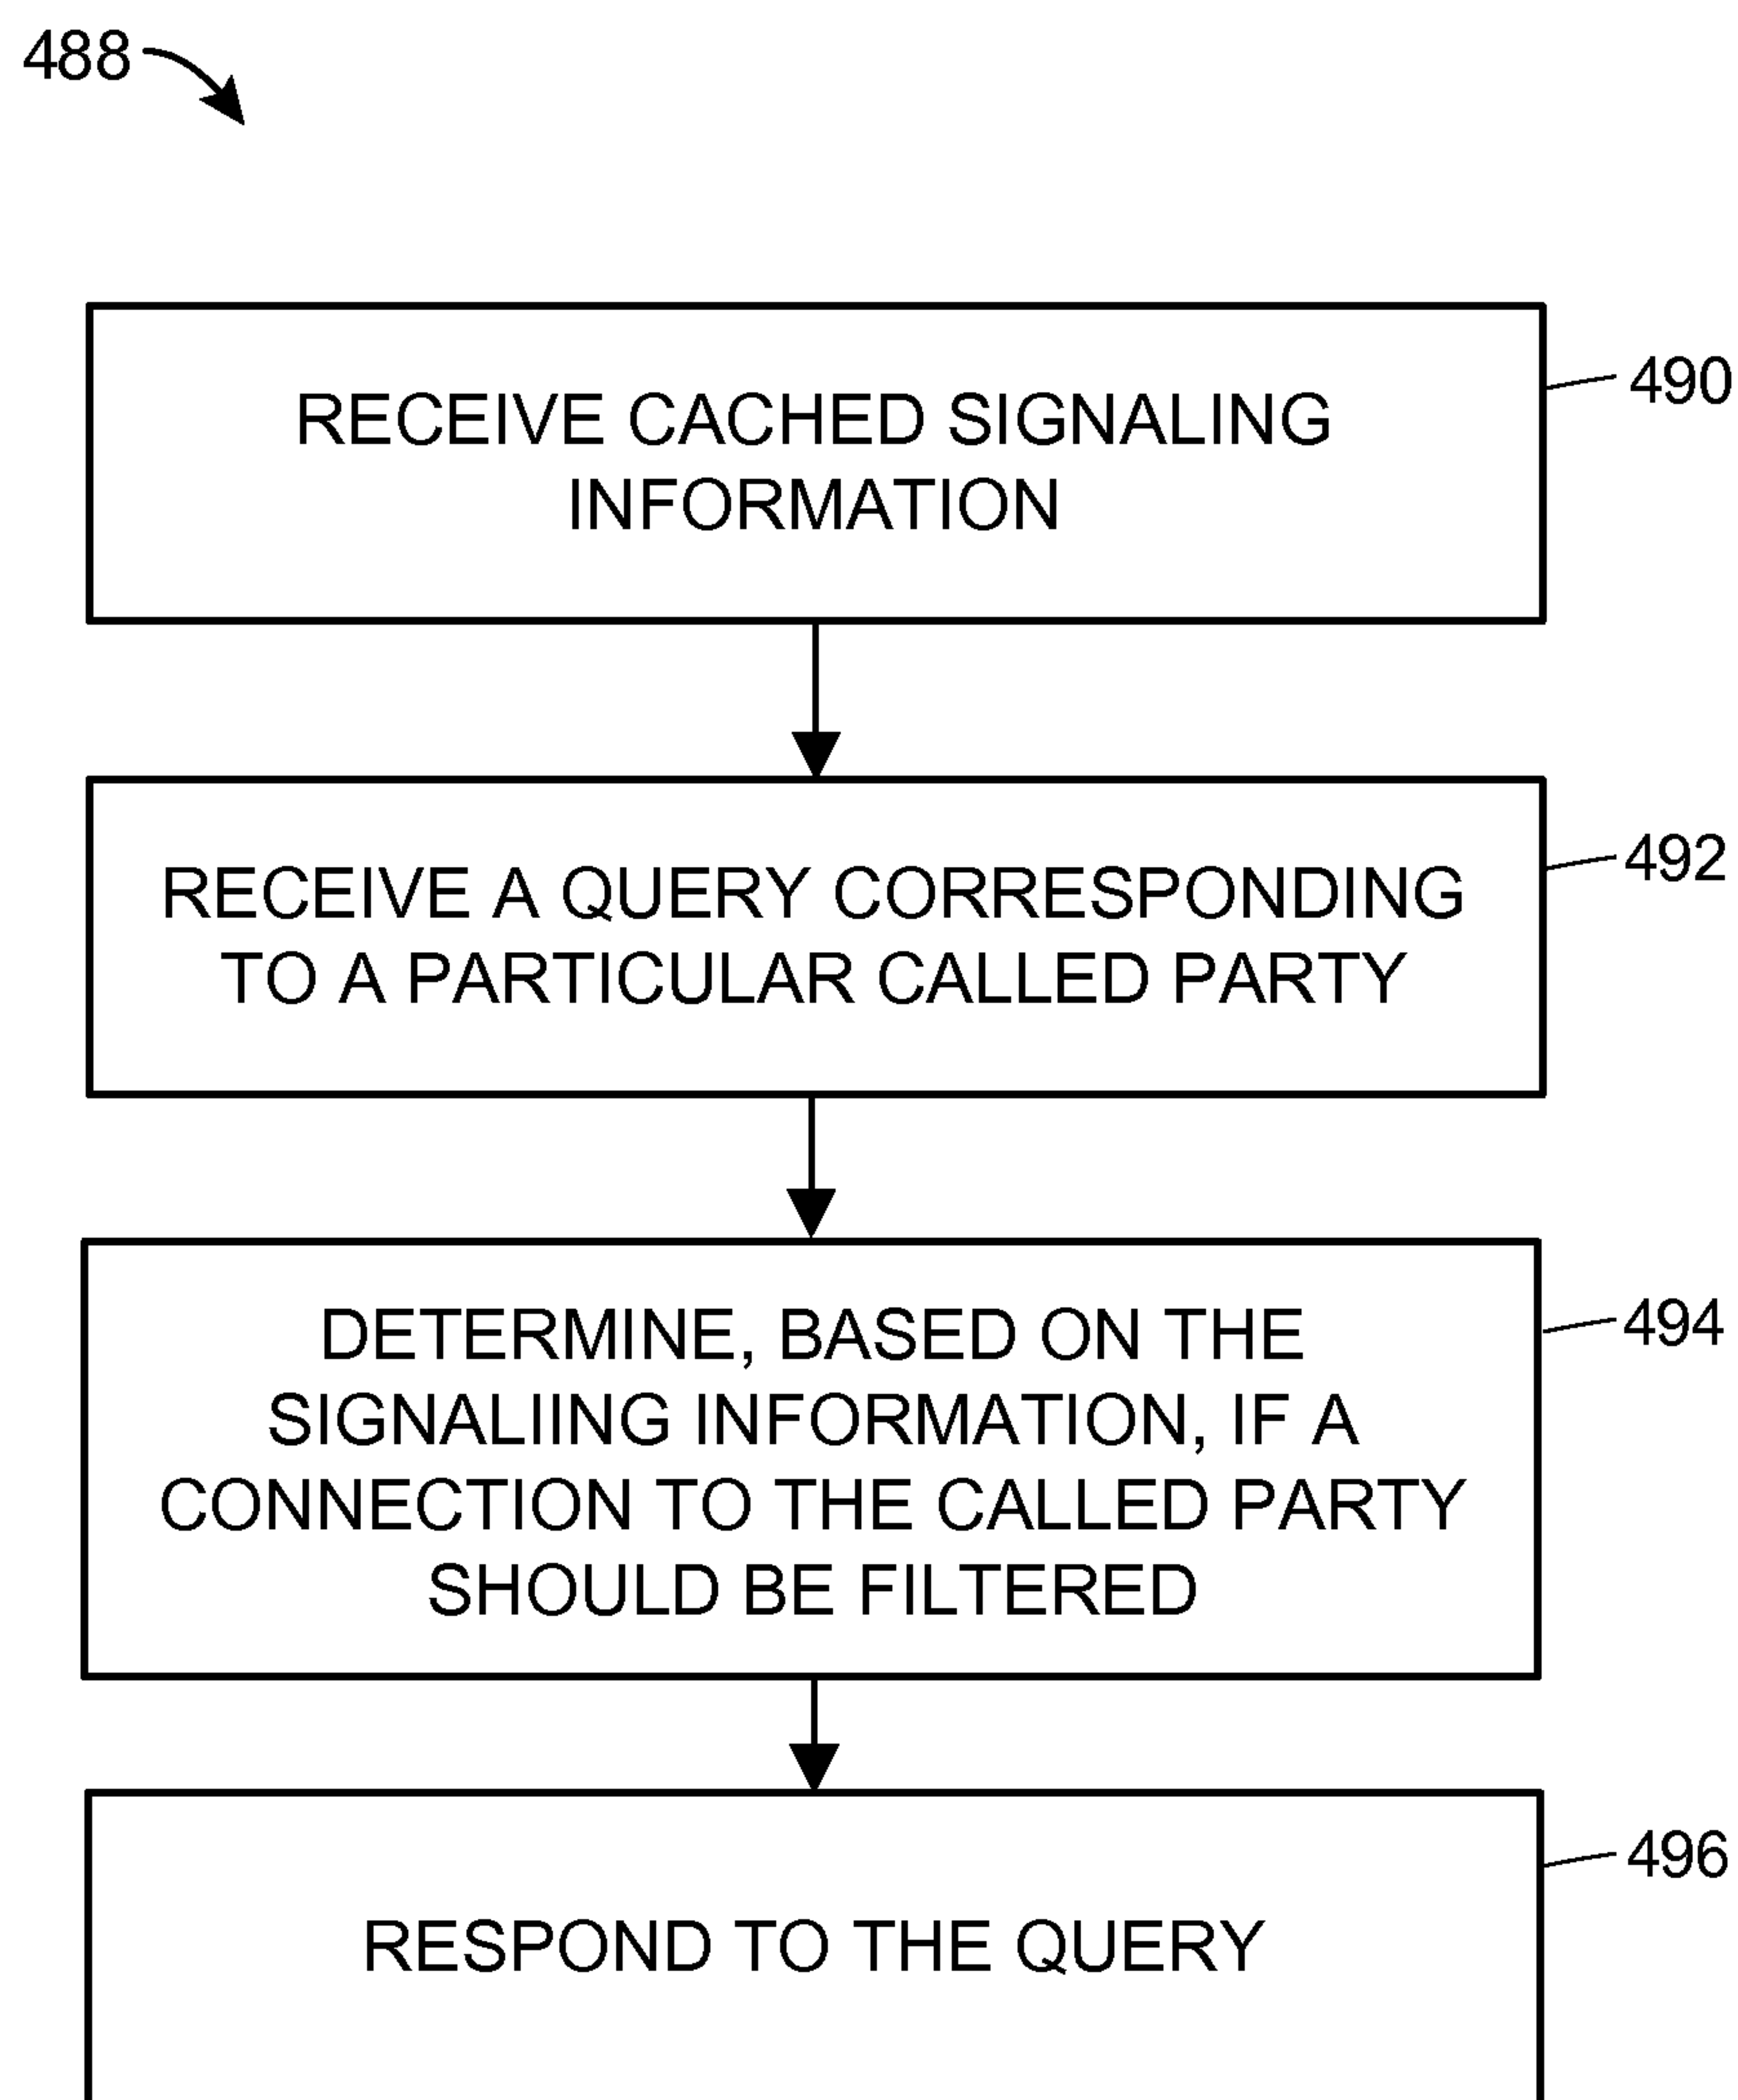 488
RECEIVE CACHED SIGNALING
INFORMATION
490
RECEIVE A QUERY CORRESPONDING
TO A PARTICULAR CALLED PARTY
492
DETERMINE, BASED ON THE
SIGNALIING INFORMATION, IF A
CONNECTION TO THE CALLED PARTY
SHOULD BE FILTERED
494
RESPOND TO THE QUERY
496